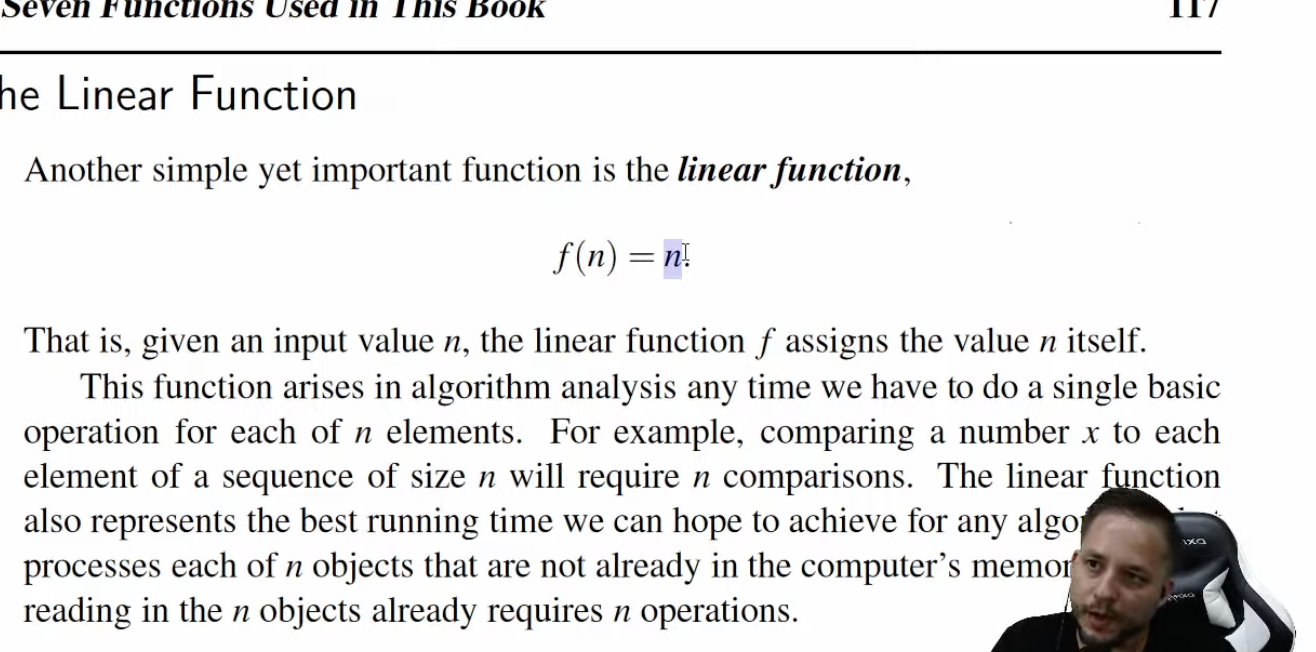 Seven Functions Used in This Book 117
he Linear Function
Another simple yet important function is the linear function,
f(n) = n.
That is, given an input value n, the linear function f assigns the value n itself.
This function arises in algorithm analysis any time we have to do a single basic
operation for each of n elements. For example, comparing a number x to each
element of a sequence of size n will require n comparisons. The linear function
also represents the best running time we can hope to achieve for any algo
processes each of n objects that are not already in the computer's memor
reading in the n objects already requires n operations.